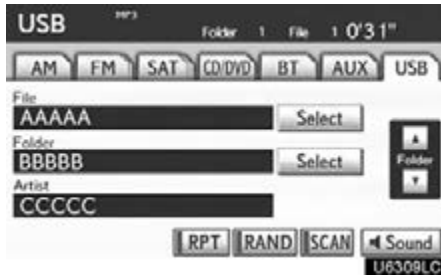 USB MP3 Folder 1 File 1 0'31"
AM FM SAT CD/DVD BT AUX USB
File
AAAAA Select
Folder
BBBBB Select
Folder
Artist
CCCCC
RPT RAND SCAN Sound
U6309LC